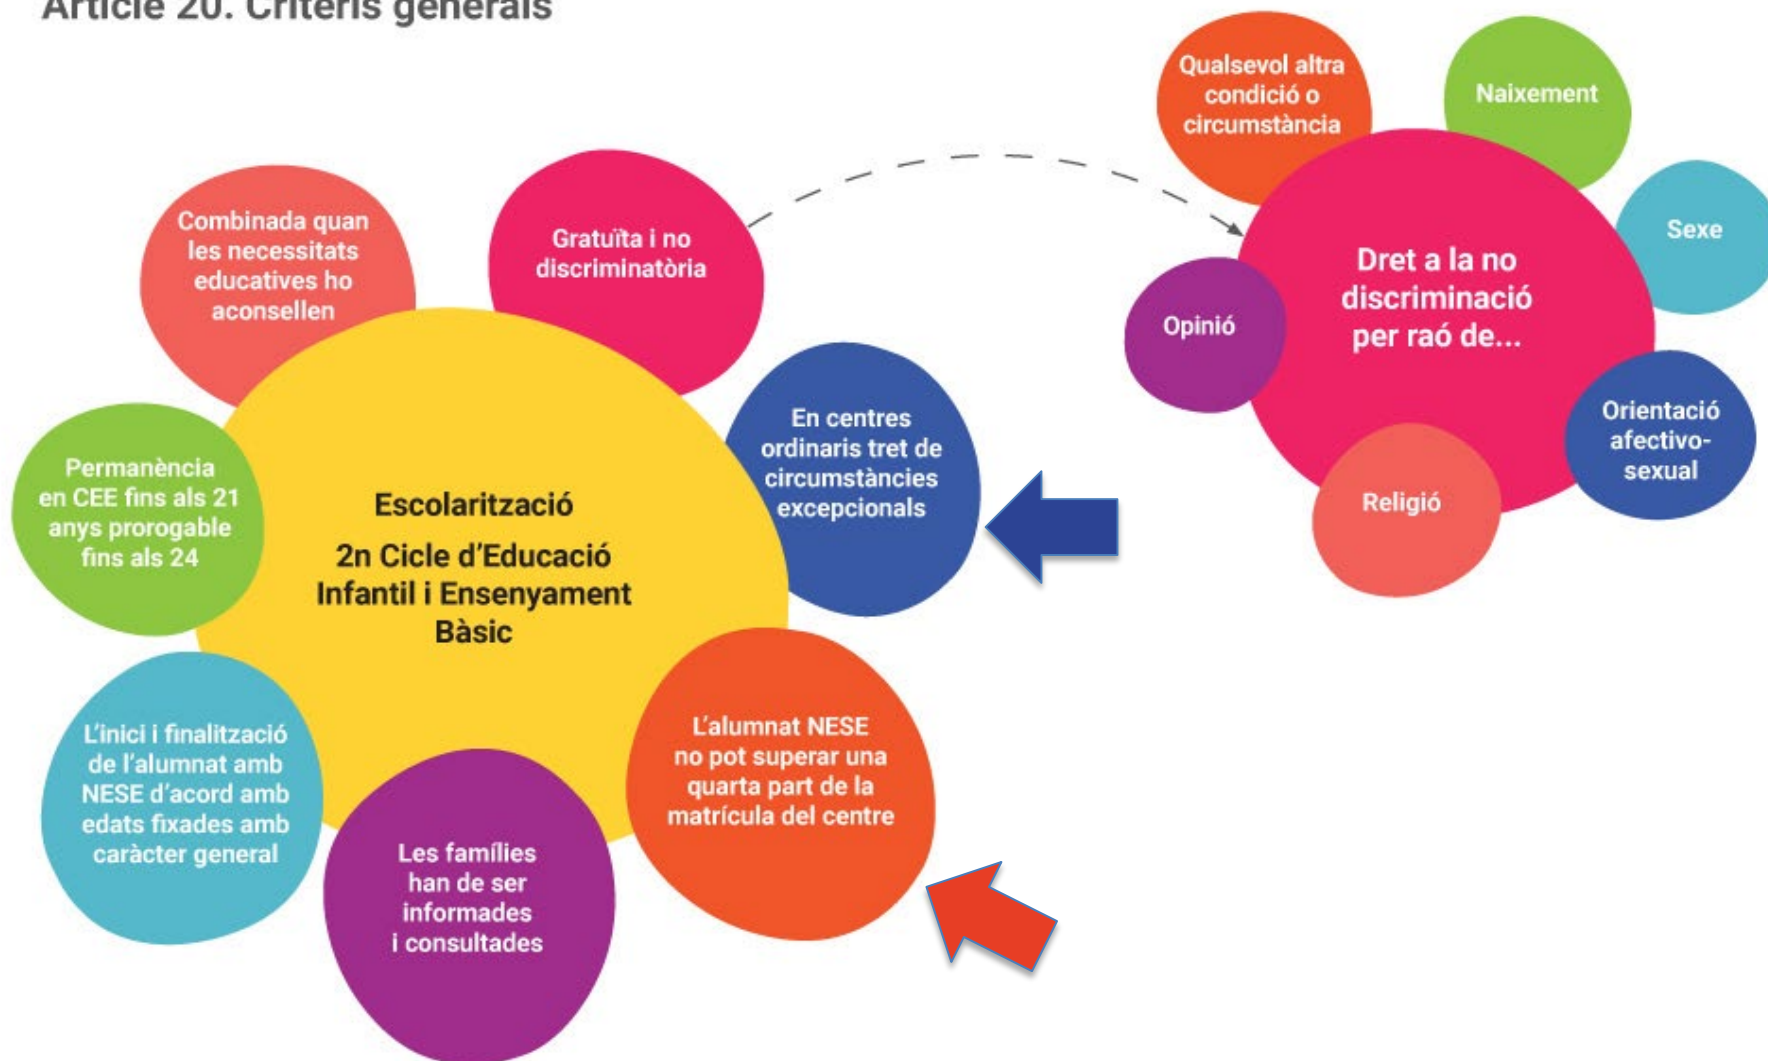 Article 20. Criteris generals
Combinada quan
les necessitats
educatives ho
aconsellen
Gratuïta i no
discriminatòria
En centres
ordinaris tret de
circumstàncies
excepcionals
Permanència
en CEE fins als 21
anys prorogable
fins als 24
Escolarització
2n Cicle d'Educació
Infantil i Ensenyament
Bàsic
L'inici i finalització
de l'alumnat amb
NESE d'acord amb
edats fixades amb
caràcter general
Les famílies
han de ser
informades
i consultades
L'alumnat NESE
no pot superar una
quarta part de la
matrícula del centre
Qualsevol altra
condició o
circumstància
Naixement
Sexe
Dret a la no
discriminació
per raó de...
Opinió
Orientació
afectivo-
sexual
Religió